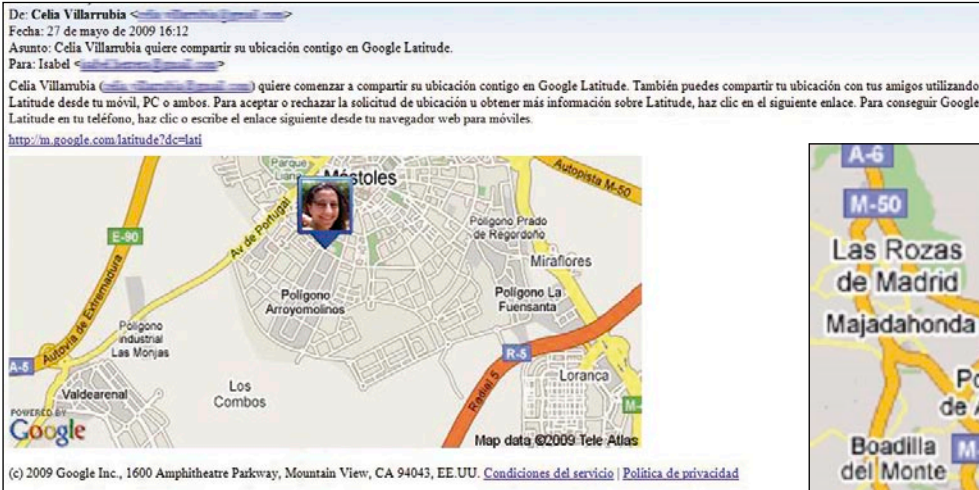 De: Celia Villarrubia < >
Fecha: 27 de mayo de 2009 16:12
Asunto: Celia Villarrubia quiere compartir su ubicación contigo en Google Latitude.
Para: Isabel < >
Celia Villarrubia ( ) quiere comenzar a compartir su ubicación contigo en Google Latitude. También puedes compartir tu ubicación con tus amigos utilizando
Latitude desde tu móvil, PC o ambos. Para aceptar o rechazar la solicitud de ubicación u obtener más información sobre Latitude, haz clic en el siguiente enlace. Para conseguir Google
Latitude en tu teléfono, haz clic o escribe el enlace siguiente desde tu navegador web para móviles.
http://m.google.com/latitude?dc=lati
Parque
Liana
Móstoles
Autopista M-50
E-90
Av de Portugal
Polígono Prado
de Regordoño
Miraflores
Autovía de Extremadura
Polígono
Arroyomolinos
Polígono La
Fuensanta
Polígono
industrial
Las Monjas
A-5
R-5
Radial 5
Loranca
Valdearenal
Los
Combos
M-
POWERED BY
Google
Map data ©2009 Tele Atlas
(c) 2009 Google Inc., 1600 Amphitheatre Parkway, Mountain View, CA 94043, EE.UU. Condiciones del servicio | Política de privacidad
A-6
M-50
Las Rozas
de Madrid
Majadahonda
Po
de A
Boadilla
del Monte
M-